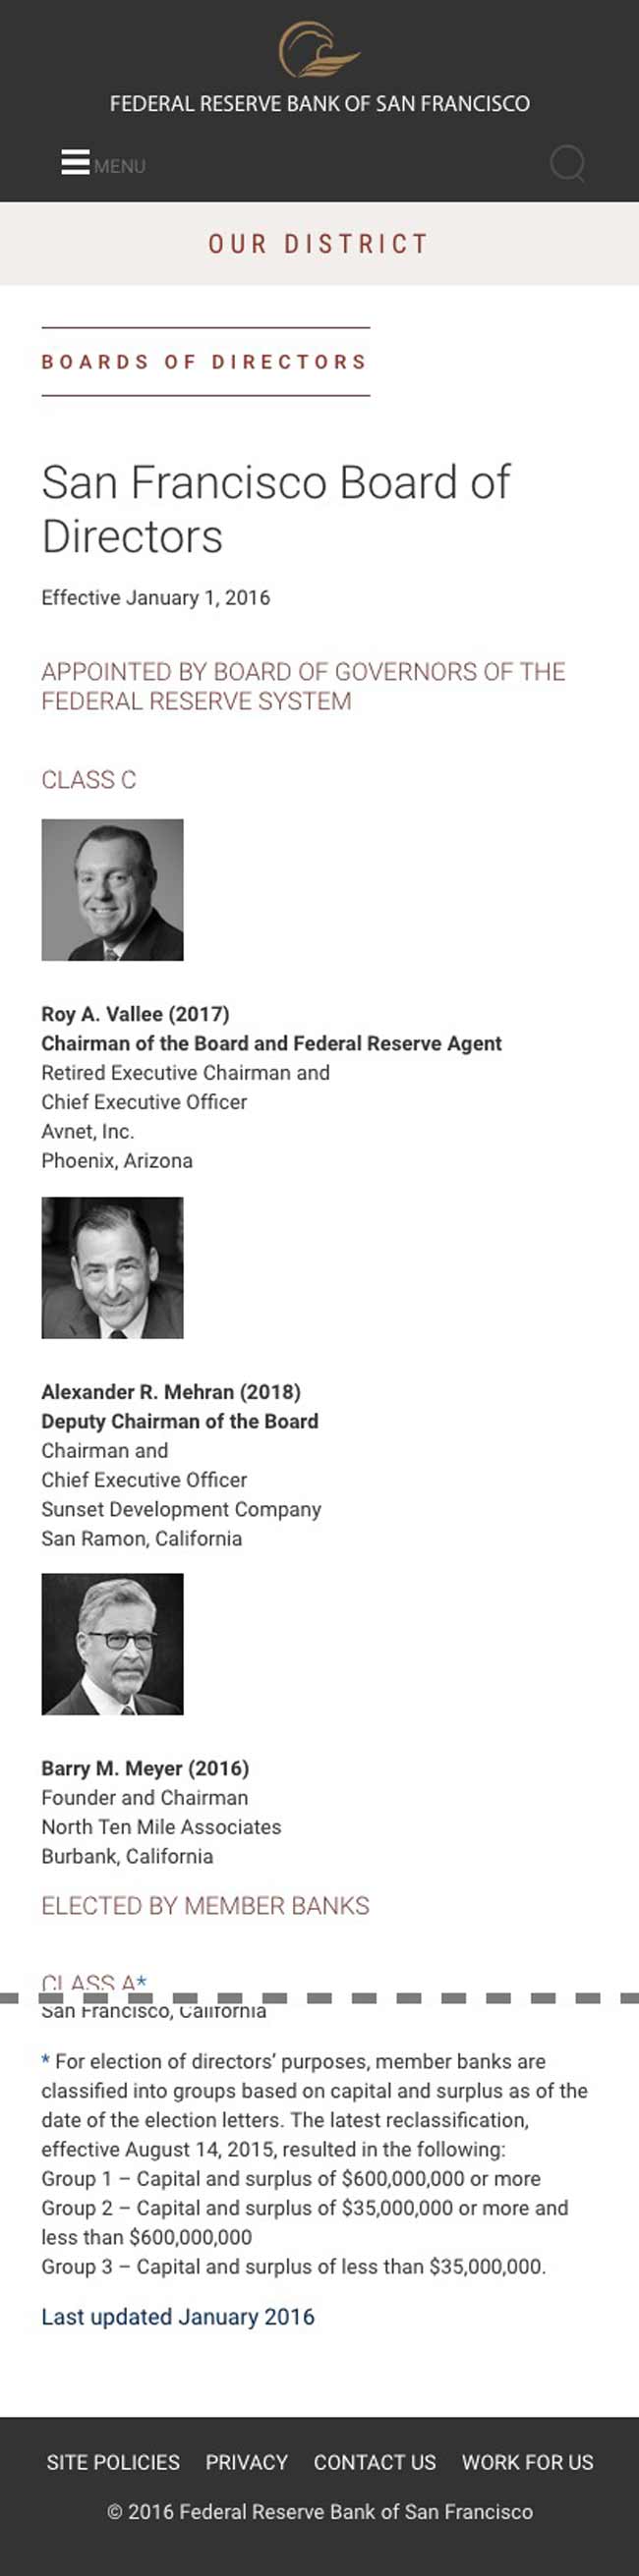 FEDERAL RESERVE BANK OF SAN FRANCISCO
MENU
OUR DISTRICT
BOARDS OF DIRECTORS
San Francisco Board of
Directors
Effective January 1, 2016
APPOINTED BY BOARD OF GOVERNORS OF THE
FEDERAL RESERVE SYSTEM
CLASS C
Roy A. Vallee (2017)
Chairman of the Board and Federal Reserve Agent
Retired Executive Chairman and
Chief Executive Officer
Avnet, Inc.
Phoenix, Arizona
Alexander R. Mehran (2018)
Deputy Chairman of the Board
Chairman and
Chief Executive Officer
Sunset Development Company
San Ramon, California
Barry M. Meyer (2016)
Founder and Chairman
North Ten Mile Associates
Burbank, California
ELECTED BY MEMBER BANKS
CLASS A*
San Francisco, California
* For election of directors’ purposes, member banks are
classified into groups based on capital and surplus as of the
date of the election letters. The latest reclassification,
effective August 14, 2015, resulted in the following:
Group 1 – Capital and surplus of $600,000,000 or more
Group 2 – Capital and surplus of $35,000,000 or more and
less than $600,000,000
Group 3 – Capital and surplus of less than $35,000,000.
Last updated January 2016
SITE POLICIES PRIVACY CONTACT US WORK FOR US
© 2016 Federal Reserve Bank of San Francisco